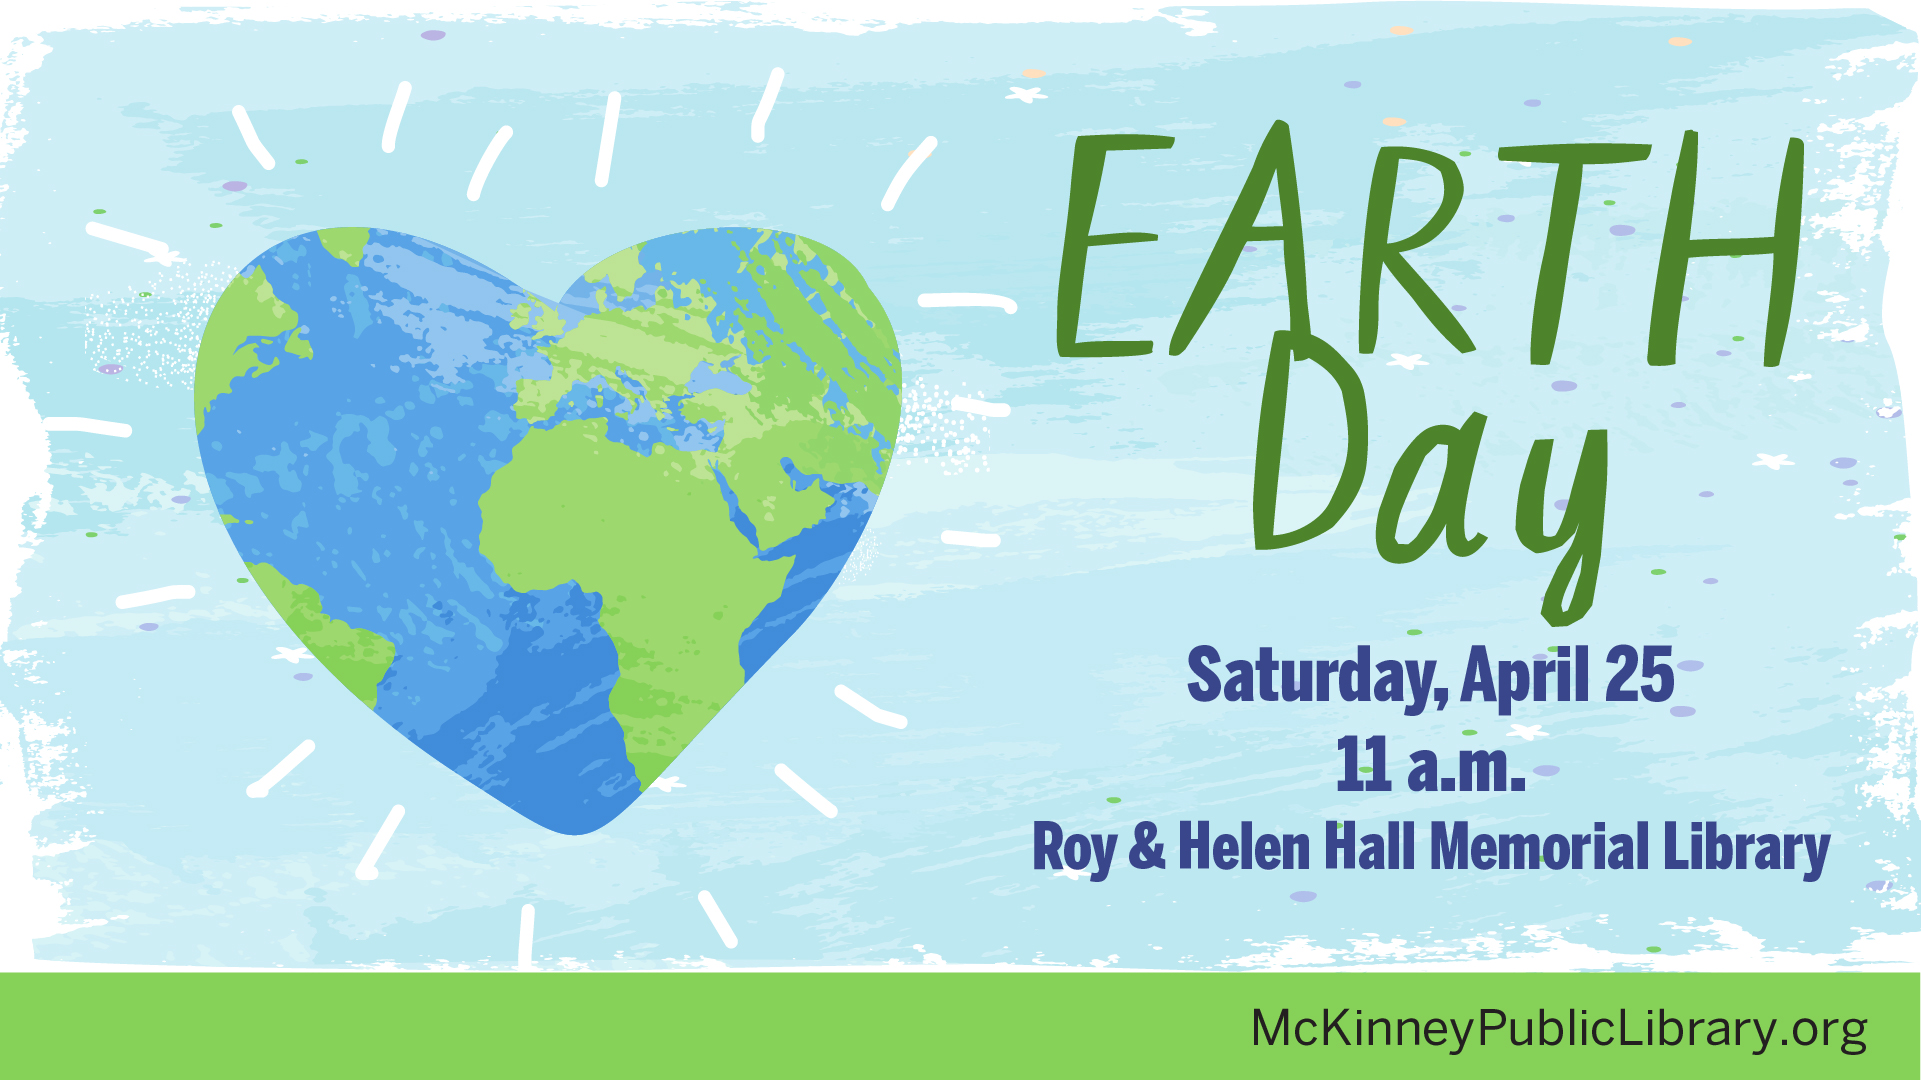 EARTH
Day
Saturday, April 25
11 a.m.
Roy & Helen Hall Memorial Library
McKinneyPublicLibrary.org